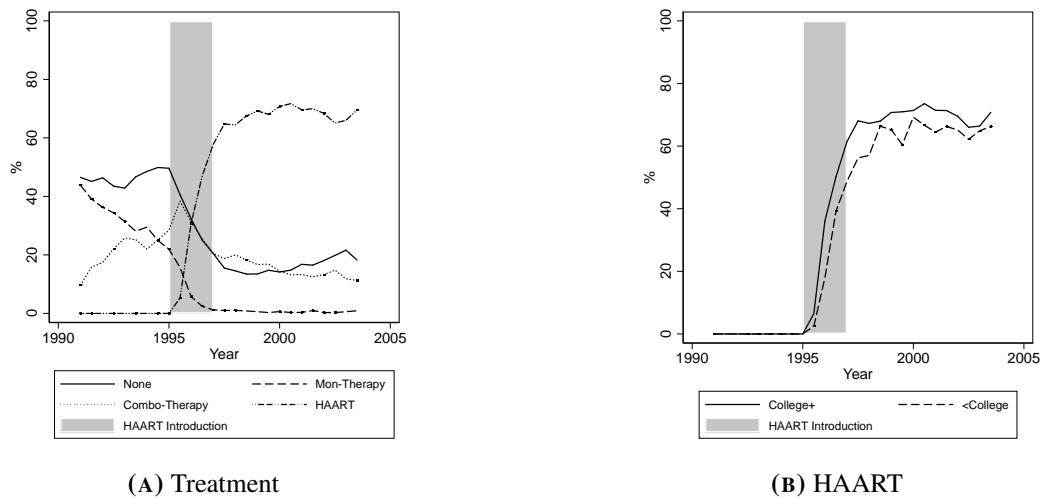 100
80
60
40
20
0
%
1990 1995 2000 2005
Year
None Mon-Therapy
Combo-Therapy HAART
HAART Introduction
(A) Treatment
100
80
60
40
20
0
%
1990 1995 2000 2005
Year
College+ <College
HAART Introduction
(B) HAART